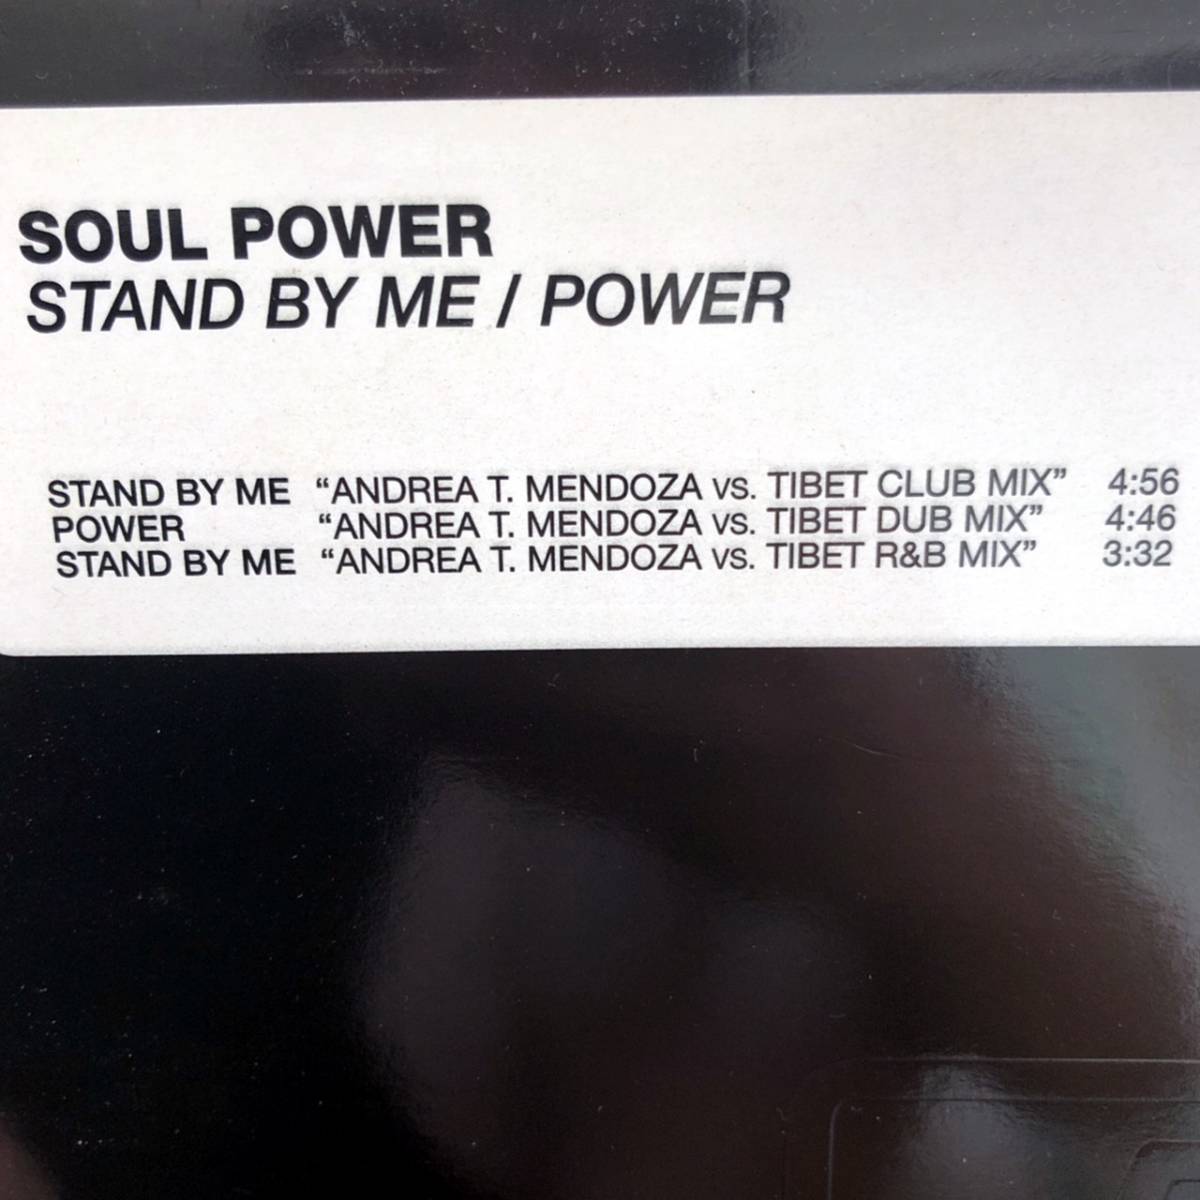 SOUL POWER
STAND BY ME / POWER
STAND BY ME “ANDREA T. MENDOZA vs. TIBET CLUB MIX” 4:56
POWER “ANDREA T. MENDOZA vs. TIBET DUB MIX” 4:46
STAND BY ME “ANDREA T. MENDOZA vs. TIBET R&B MIX” 3:32